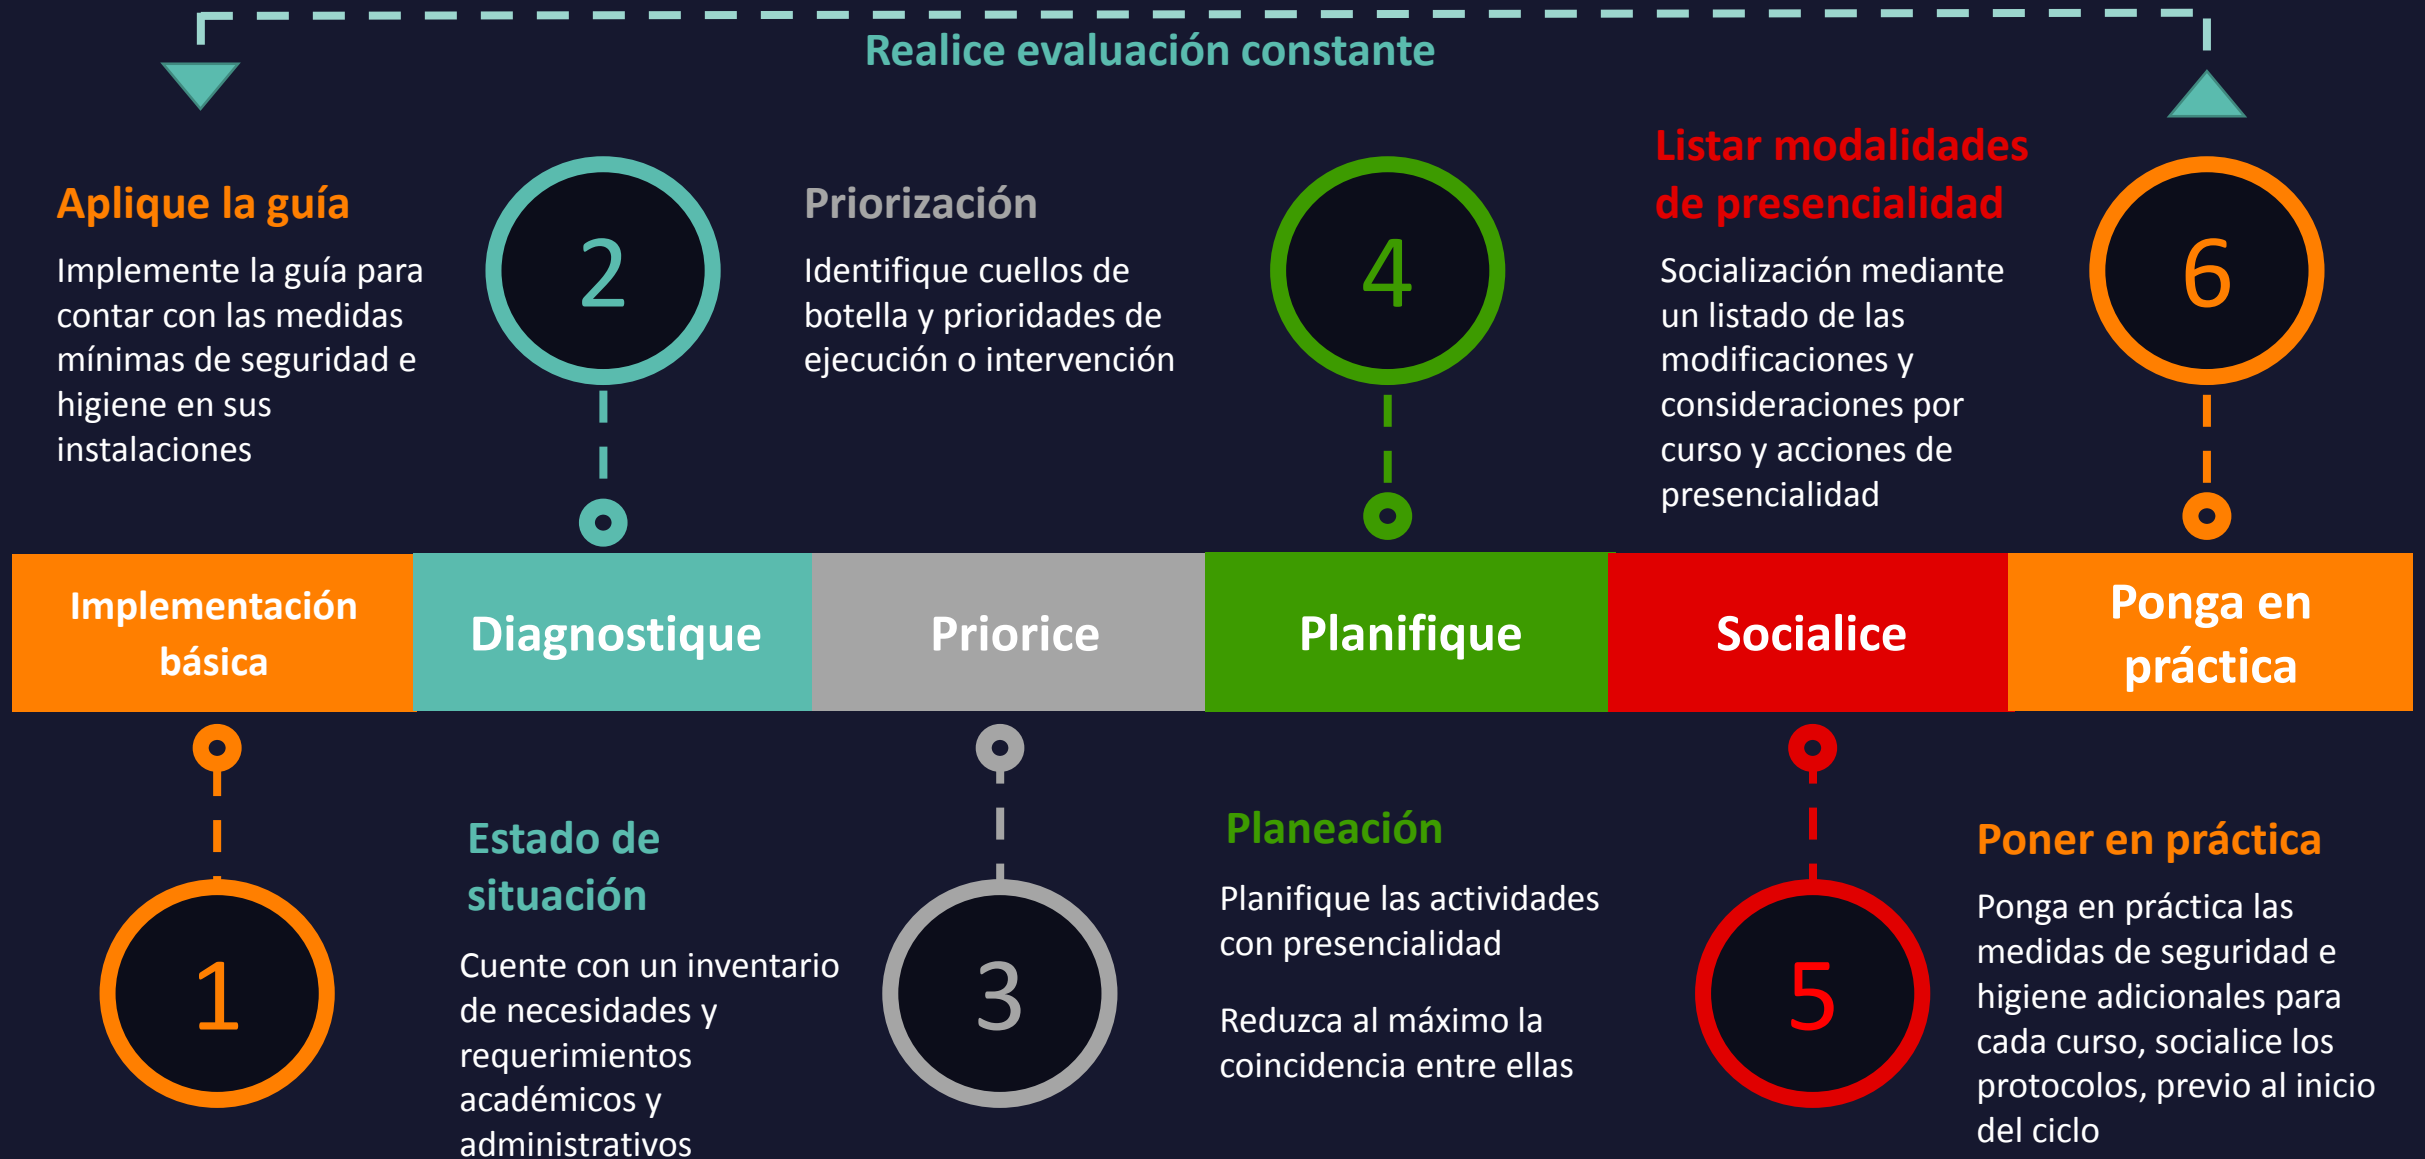 Realice evaluación constante
Aplique la guía
Implemente la guía para
contar con las medidas
mínimas de seguridad e
higiene en sus
instalaciones
2
Priorización
Identifique cuellos de
botella y prioridades de
ejecución o intervención
4
Listar modalidades
de presencialidad
Socialización mediante
un listado de las
modificaciones y
consideraciones por
curso y acciones de
presencialidad
6
Implementación
básica
Diagnostique
Priorice
Planifique
Socialice
Ponga en
práctica
1
Estado de
situación
Cuente con un inventario
de necesidades y
requerimientos
académicos y
administrativos
3
Planeación
Planifique las actividades
con presencialidad
Reduzca al máximo la
coincidencia entre ellas
5
Poner en práctica
Ponga en práctica las
medidas de seguridad e
higiene adicionales para
cada curso, socialice los
protocolos, previo al inicio
del ciclo